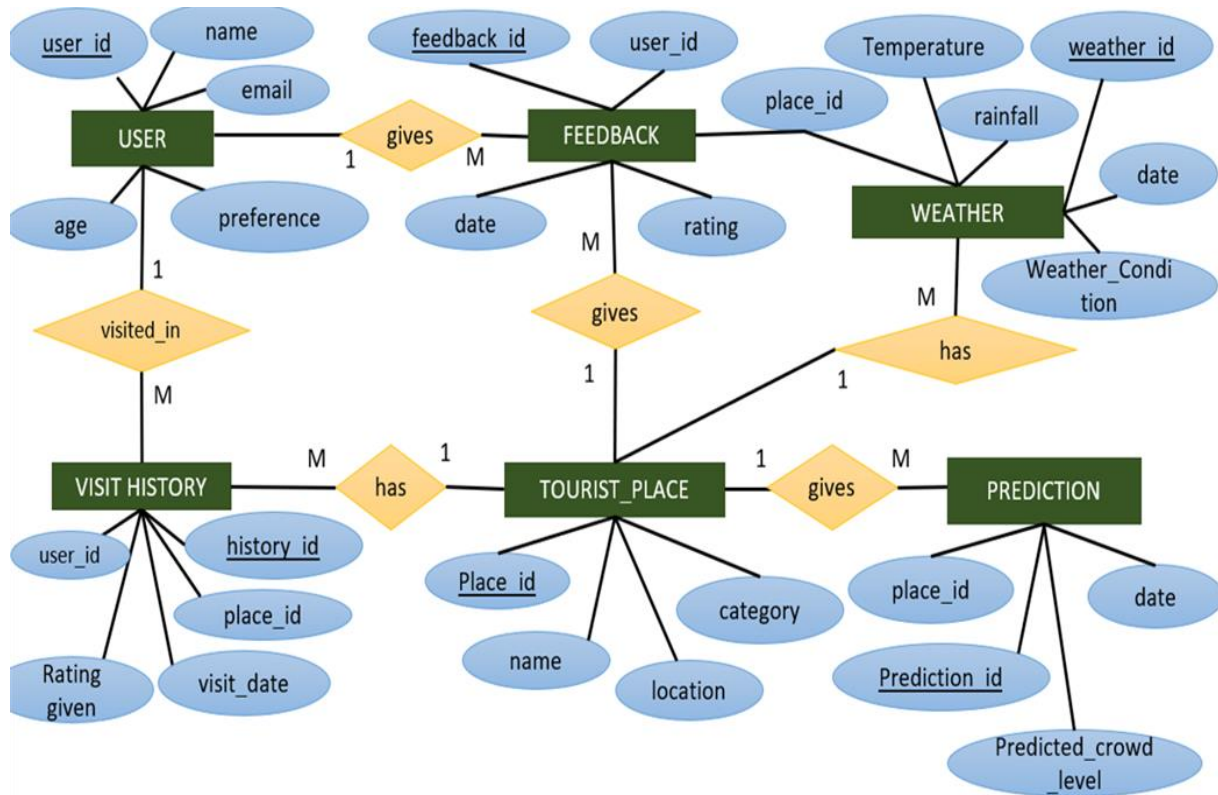 user_id
name
email
USER
age
preference
1
gives
M
feedback_id
user_id
FEEDBACK
date
rating
place_id
Temperature
weather_id
rainfall
date
WEATHER
Weather_Condi
tion
1
visited_in
M
M
gives
1
M
has
1
VISIT HISTORY
M
has
1
TOURIST_PLACE
1
gives
M
PREDICTION
user_id
history_id
place_id
Rating
given
visit_date
Place_id
name
location
category
place_id
date
Prediction_id
Predicted_crowd
_level